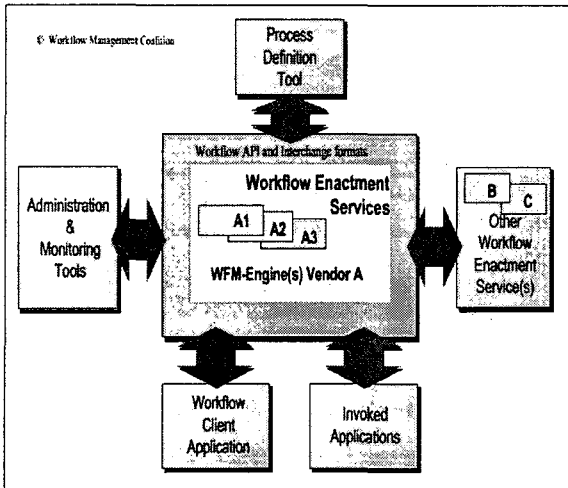 © Workflow Management Coalition
Process
Definition
Tool
Workflow API and Interchange formats
Workflow Enactment
Services
A1
A2
A3
WFM-Engine(s) Vendor A
Administration
&
Monitoring
Tools
B
C
Other
Workflow
Enactment
Service(s)
Workflow
Client
Application
Invoked
Applications